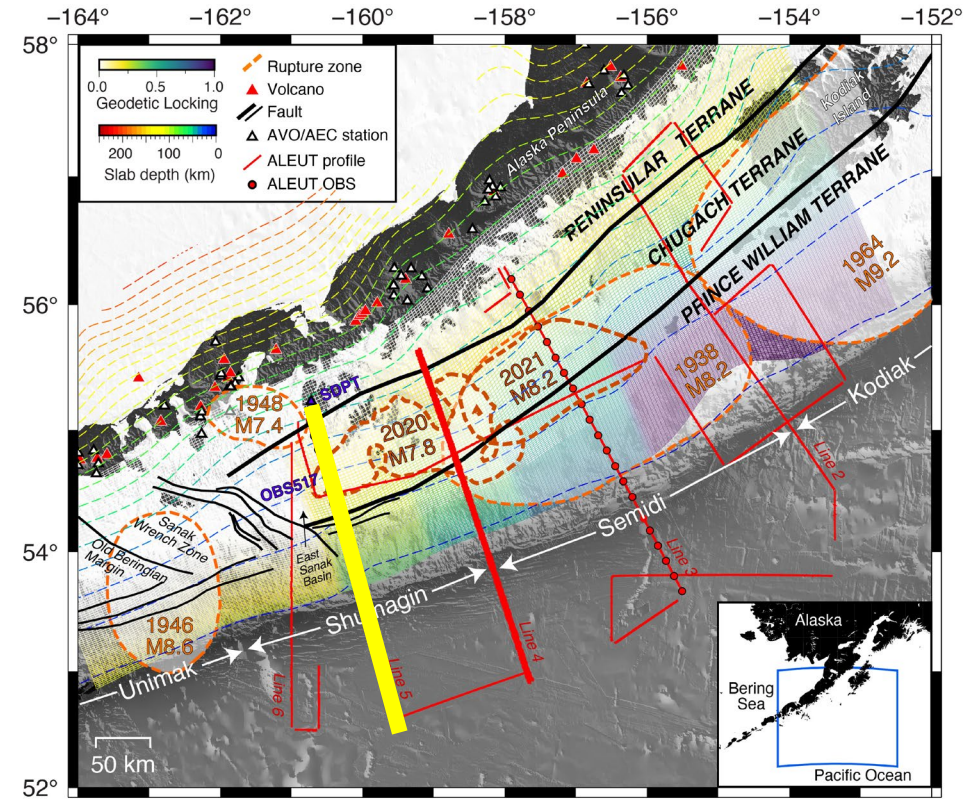 −164° −162° −160° −158° −156° −154° −152°
58°
56°
54°
52°
0.0 0.5 1.0
Geodetic Locking
200 100 0
Slab depth (km)
Rupture zone
Volcano
Fault
AVO/AEC station
ALEUT profile
ALEUT OBS
Alaska Peninsula
Kodiak
Island
PENINSULAR TERRANE
CHUGACH TERRANE
PRINCE WILLIAM TERRANE
1964
M9.2
1938
M8.2
2021
M8.2
2020
M7.8
1948
M7.4
1946
M8.6
SDPT
OBS517
Sanak
Wrench Zone
Old Beringian
Margin
East
Sanak
Basin
Kodiak
Semidi
Shumagin
Unimak
Line 2
Line 3
Line 4
Line 5
Line 6
50 km
Alaska
Bering
Sea
Pacific Ocean